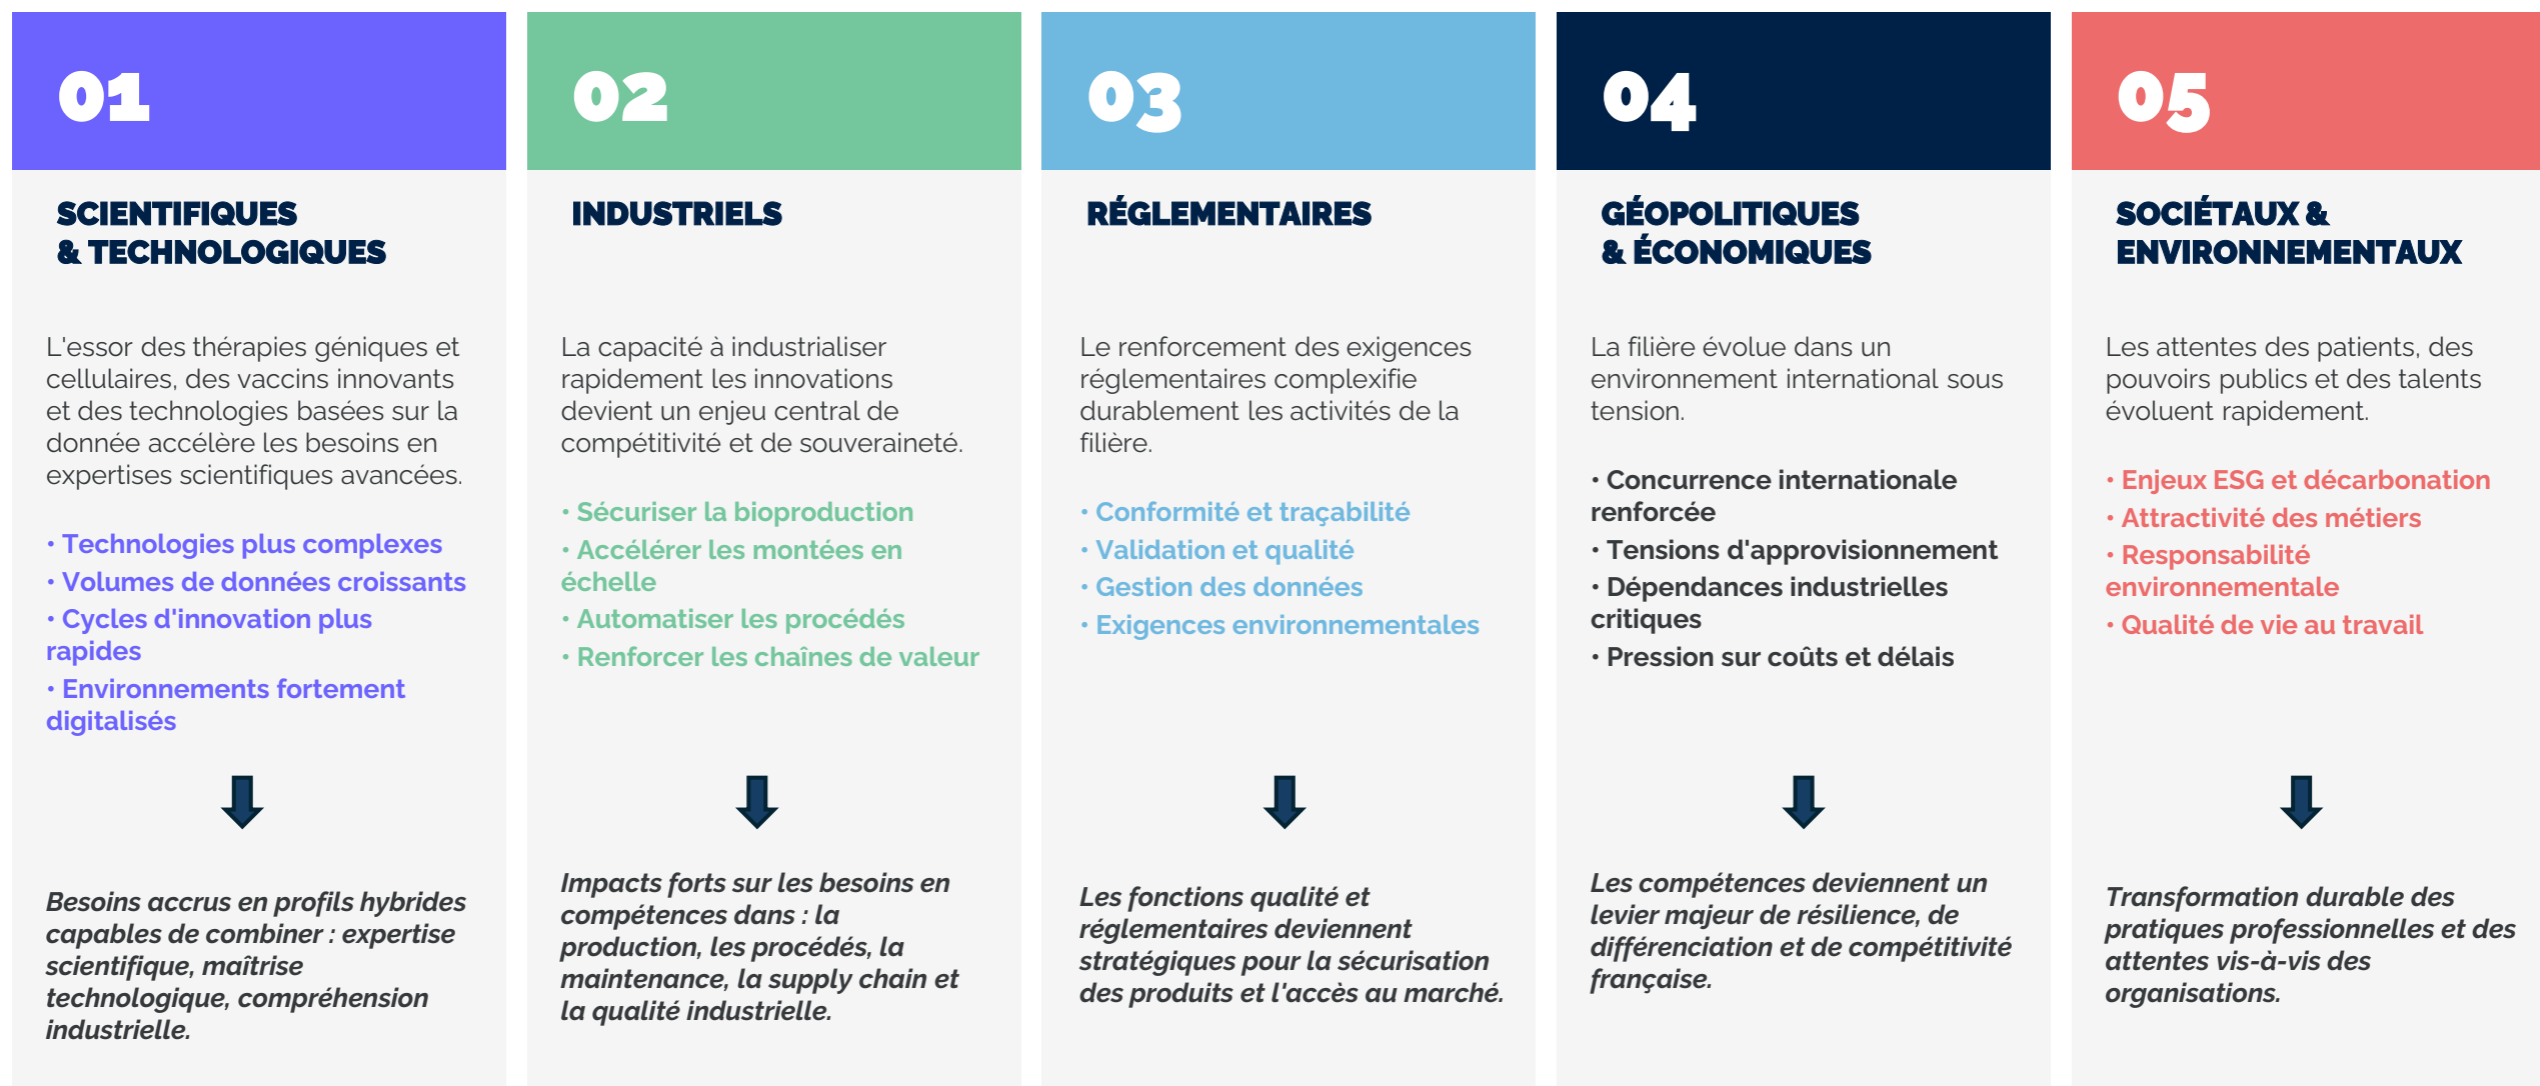 01
SCIENTIFIQUES
& TECHNOLOGIQUES
L'essor des thérapies géniques et
cellulaires, des vaccins innovants
et des technologies basées sur la
donnée accélère les besoins en
expertises scientifiques avancées.
• Technologies plus complexes
• Volumes de données croissants
• Cycles d'innovation plus
rapides
• Environnements fortement
digitalisés
Besoins accrus en profils hybrides
capables de combiner : expertise
scientifique, maîtrise
technologique, compréhension
industrielle.
02
INDUSTRIELS
La capacité à industrialiser
rapidement les innovations
devient un enjeu central de
compétitivité et de souveraineté.
• Sécuriser la bioproduction
• Accélérer les montées en
échelle
• Automatiser les procédés
• Renforcer les chaînes de valeur
Impacts forts sur les besoins en
compétences dans : la
production, les procédés, la
maintenance, la supply chain et
la qualité industrielle.
03
RÉGLEMENTAIRES
Le renforcement des exigences
réglementaires complexifie
durablement les activités de la
filière.
• Conformité et traçabilité
• Validation et qualité
• Gestion des données
• Exigences environnementales
Les fonctions qualité et
réglementaires deviennent
stratégiques pour la sécurisation
des produits et l'accès au marché.
04
GÉOPOLITIQUES
& ÉCONOMIQUES
La filière évolue dans un
environnement international sous
tension.
• Concurrence internationale
renforcée
• Tensions d'approvisionnement
• Dépendances industrielles
critiques
• Pression sur coûts et délais
Les compétences deviennent un
levier majeur de résilience, de
différenciation et de compétitivité
française.
05
SOCIÉTAUX &
ENVIRONNEMENTAUX
Les attentes des patients, des
pouvoirs publics et des talents
évoluent rapidement.
• Enjeux ESG et décarbonation
• Attractivité des métiers
• Responsabilité
environnementale
• Qualité de vie au travail
Transformation durable des
pratiques professionnelles et des
attentes vis-à-vis des
organisations.